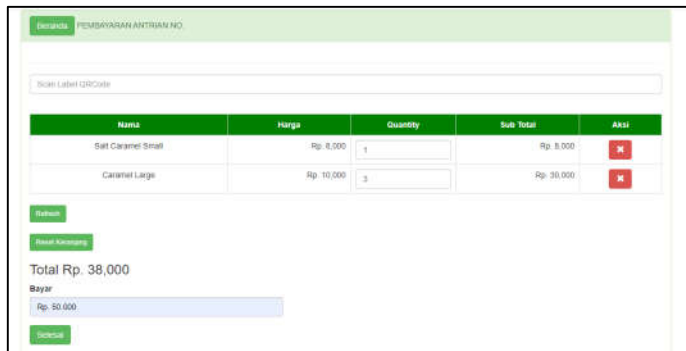 Beranda PEMBAYARAN ANTRIAN NO.
Scan Label QRCode
Nama Harga Quantity Sub Total Aksi
Salt Caramel Small Rp. 8,000 1 Rp. 8,000
Caramel Large Rp. 10,000 3 Rp. 30,000
Refresh
Reset Keranjang
Total Rp. 38,000
Bayar
Rp. 50.000
Selesai